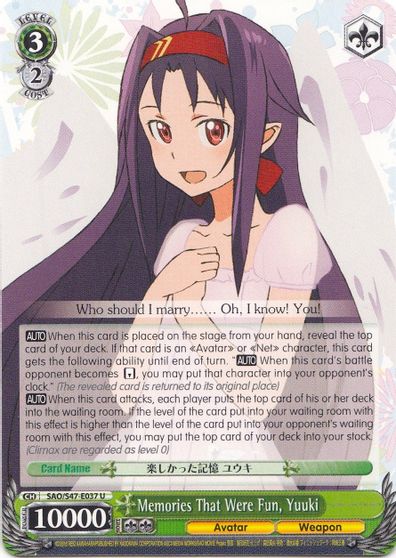 LEVEL
3
2
COST
Who should I marry...... Oh, I know! You!
AUTO When this card is placed on the stage from your hand, reveal the
top card of your deck. If that card is an «Avatar» or «Net» character, this card
gets the following ability until end of turn. "AUTO When this card's battle
opponent becomes , you may put that character into your opponent's
clock." (The revealed card is returned to its original place)
AUTO When this card attacks, each player puts the top card of his or her deck
into the waiting room. If the level of the card put into your waiting room with
this effect is higher than the level of the card put into your opponent's waiting
room with this effect, you may put the top card of your deck into your stock.
(Climax are regarded as level 0)
Card Name
楽しかった記憶 ユウキ
CH SAO/S47-E037 U
Memories That Were Fun, Yuuki
POWER
10000
Avatar
Weapon